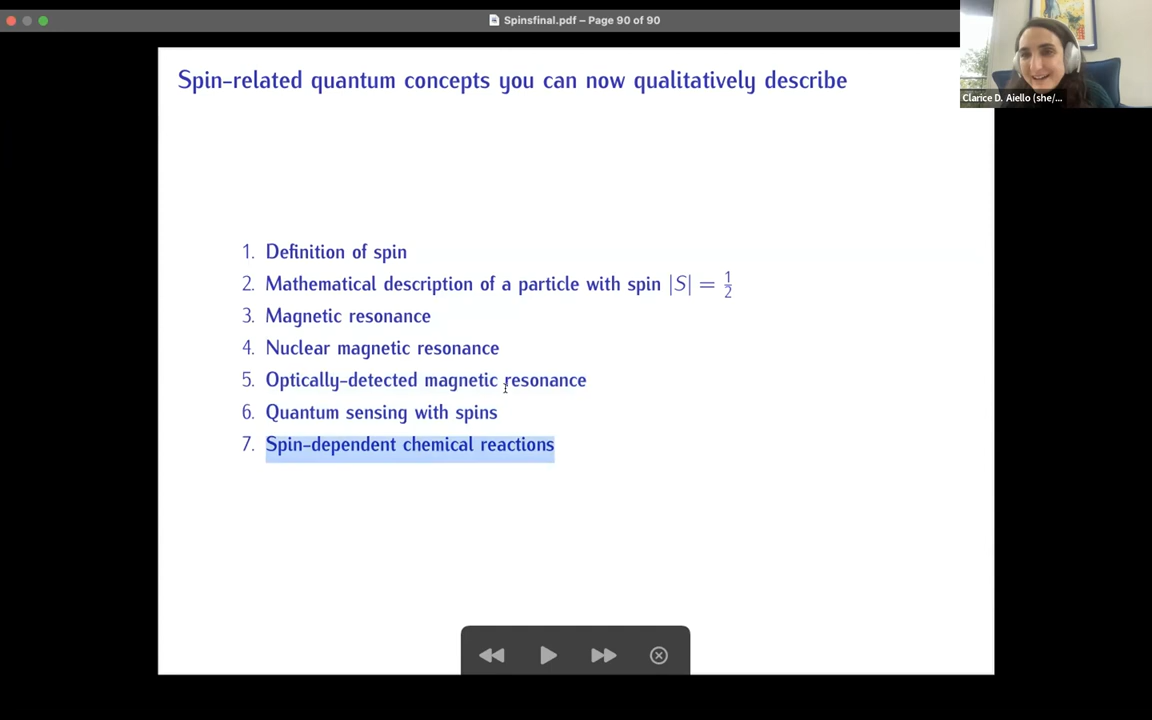 Spinsfinal.pdf – Page 90 of 90
Clarice D. Aiello (she/...
Spin-related quantum concepts you can now qualitatively describe
1. Definition of spin
2. Mathematical description of a particle with spin |S| = 1/2
3. Magnetic resonance
4. Nuclear magnetic resonance
5. Optically-detected magnetic resonance
6. Quantum sensing with spins
7. Spin-dependent chemical reactions